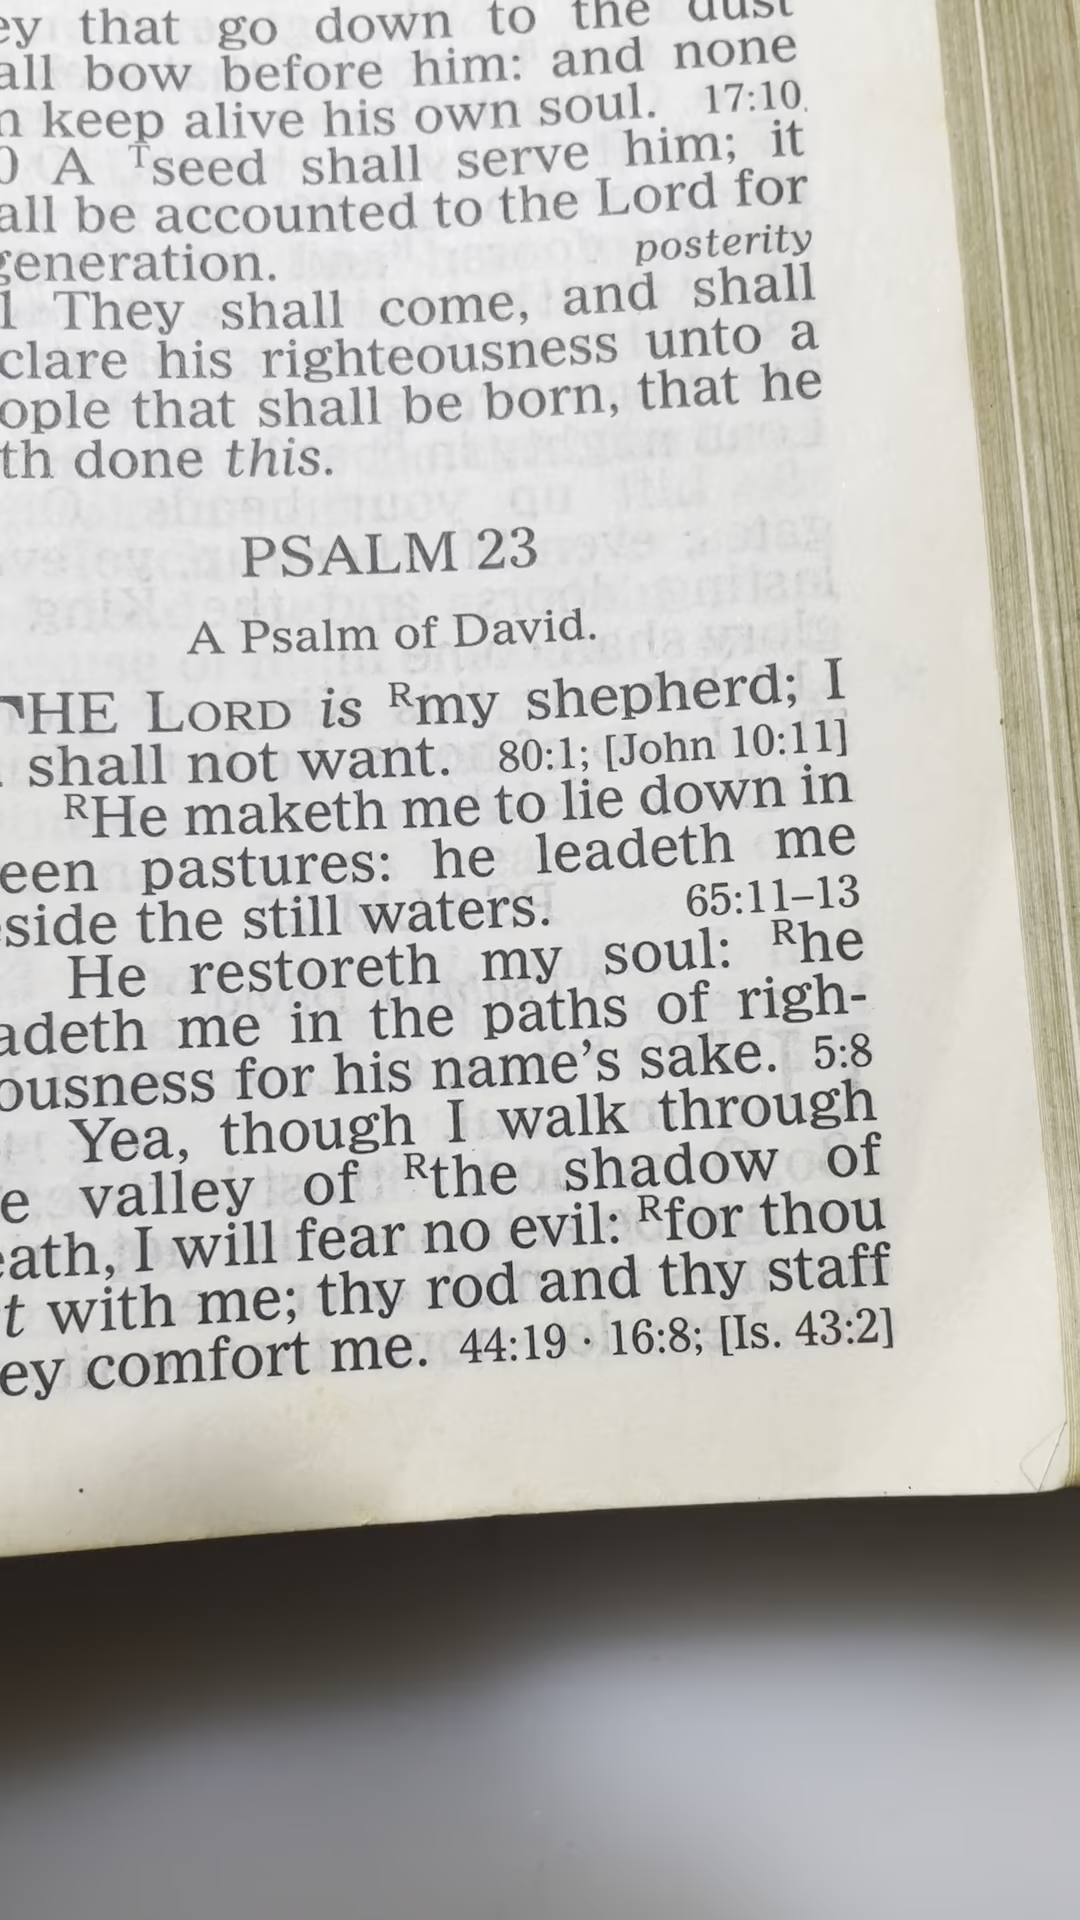 ey that go down to the dust
all bow before him: and none
n keep alive his own soul. 17:10.
0 A ᵀseed shall serve him; it
all be accounted to the Lord for
generation. posterity
1 They shall come, and shall
clare his righteousness unto a
ople that shall be born, that he
th done this.
PSALM 23
A Psalm of David.
THE LORD is ᴿmy shepherd; I
shall not want. 80:1; [John 10:11]
ᴿHe maketh me to lie down in
een pastures: he leadeth me
eside the still waters. 65:11–13
He restoreth my soul: ᴿhe
adeth me in the paths of righ-
ousness for his name's sake. 5:8
Yea, though I walk through
e valley of ᴿthe shadow of
eath, I will fear no evil: ᴿfor thou
t with me; thy rod and thy staff
ey comfort me. 44:19 · 16:8; [Is. 43:2]